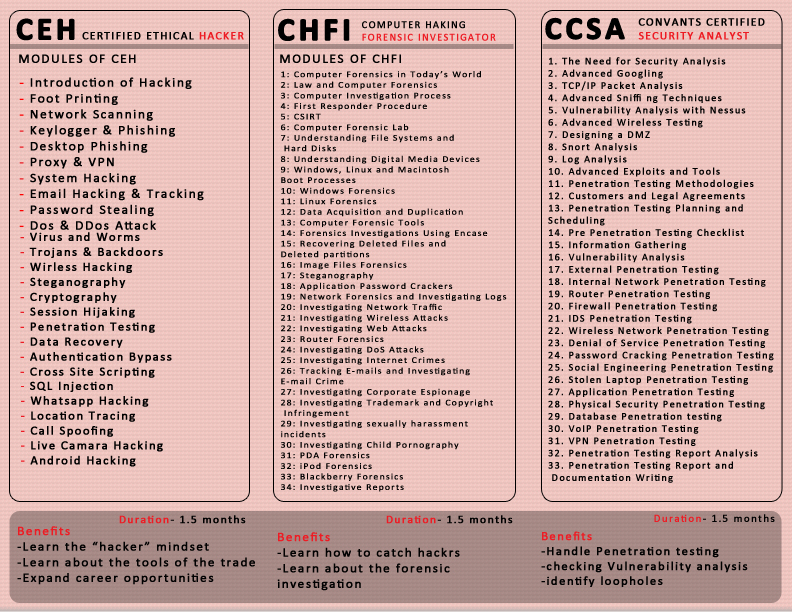 CEH CERTIFIED ETHICAL HACKER
MODULES OF CEH
- Introduction of Hacking
- Foot Printing
- Network Scanning
- Keylogger & Phishing
- Desktop Phishing
- Proxy & VPN
- System Hacking
- Email Hacking & Tracking
- Password Stealing
- Dos & DDos Attack
- Virus and Worms
- Trojans & Backdoors
- Wirless Hacking
- Steganography
- Cryptography
- Session Hijaking
- Penetration Testing
- Data Recovery
- Authentication Bypass
- Cross Site Scripting
- SQL Injection
- Whatsapp Hacking
- Location Tracing
- Call Spoofing
- Live Camara Hacking
- Android Hacking
Duration- 1.5 months
Benefits
-Learn the "hacker" mindset
-Learn about the tools of the trade
-Expand career opportunities
CHFI COMPUTER HAKING
FORENSIC INVESTIGATOR
MODULES OF CHFI
1: Computer Forensics in Today's World
2: Law and Computer Forensics
3: Computer Investigation Process
4: First Responder Procedure
5: CSIRT
6: Computer Forensic Lab
7: Understanding File Systems and
Hard Disks
8: Understanding Digital Media Devices
9: Windows, Linux and Macintosh
Boot Processes
10: Windows Forensics
11: Linux Forensics
12: Data Acquisition and Duplication
13: Computer Forensic Tools
14: Forensics Investigations Using Encase
15: Recovering Deleted Files and
Deleted partitions
16: Image Files Forensics
17: Steganography
18: Application Password Crackers
19: Network Forensics and Investigating Logs
20: Investigating Network Traffic
21: Investigating Wireless Attacks
22: Investigating Web Attacks
23: Router Forensics
24: Investigating DoS Attacks
25: Investigating Internet Crimes
26: Tracking E-mails and Investigating
E-mail Crime
27: Investigating Corporate Espionage
28: Investigating Trademark and Copyright
Infringement
29: Investigating sexually harassment
incidents
30: Investigating Child Pornography
31: PDA Forensics
32: iPod Forensics
33: Blackberry Forensics
34: Investigative Reports
Duration- 1.5 months
Benefits
-Learn how to catch hackrs
-Learn about the forensic
investigation
CCSA CONVANTS CERTIFIED
SECURITY ANALYST
1. The Need for Security Analysis
2. Advanced Googling
3. TCP/IP Packet Analysis
4. Advanced Sniffi ng Techniques
5. Vulnerability Analysis with Nessus
6. Advanced Wireless Testing
7. Designing a DMZ
8. Snort Analysis
9. Log Analysis
10. Advanced Exploits and Tools
11. Penetration Testing Methodologies
12. Customers and Legal Agreements
13. Penetration Testing Planning and
Scheduling
14. Pre Penetration Testing Checklist
15. Information Gathering
16. Vulnerability Analysis
17. External Penetration Testing
18. Internal Network Penetration Testing
19. Router Penetration Testing
20. Firewall Penetration Testing
21. IDS Penetration Testing
22. Wireless Network Penetration Testing
23. Denial of Service Penetration Testing
24. Password Cracking Penetration Testing
25. Social Engineering Penetration Testing
26. Stolen Laptop Penetration Testing
27. Application Penetration Testing
28. Physical Security Penetration Testing
29. Database Penetration testing
30. VoIP Penetration Testing
31. VPN Penetration Testing
32. Penetration Testing Report Analysis
33. Penetration Testing Report and
Documentation Writing
Duration- 1.5 months
Benefits
-Handle Penetration testing
-checking Vulnerability analysis
-identify loopholes